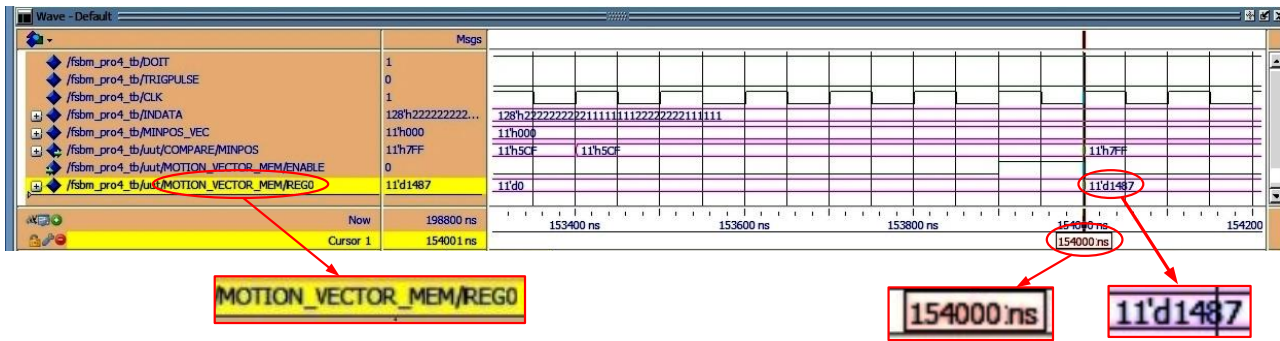 Wave - Default
Msgs
/fsbm_pro4_tb/DOIT 1
/fsbm_pro4_tb/TRIGPULSE 0
/fsbm_pro4_tb/CLK 1
/fsbm_pro4_tb/INDATA 128'h222222222... 128'h22222222221111111122222222111111
/fsbm_pro4_tb/MINPOS_VEC 11'h000 11'h000
/fsbm_pro4_tb/uut/COMPARE/MINPOS 11'h7FF 11'h5CF 11'h5CF 11'h7FF
/fsbm_pro4_tb/uut/MOTION_VECTOR_MEM/ENABLE 0
/fsbm_pro4_tb/uut/MOTION_VECTOR_MEM/REG0 11'd1487 11'd0 11'd1487
Now 198800 ns 153400 ns 153600 ns 153800 ns 154000 ns 154200
Cursor 1 154001 ns 154000 ns
/MOTION_VECTOR_MEM/REG0
154000 ns
11'd1487